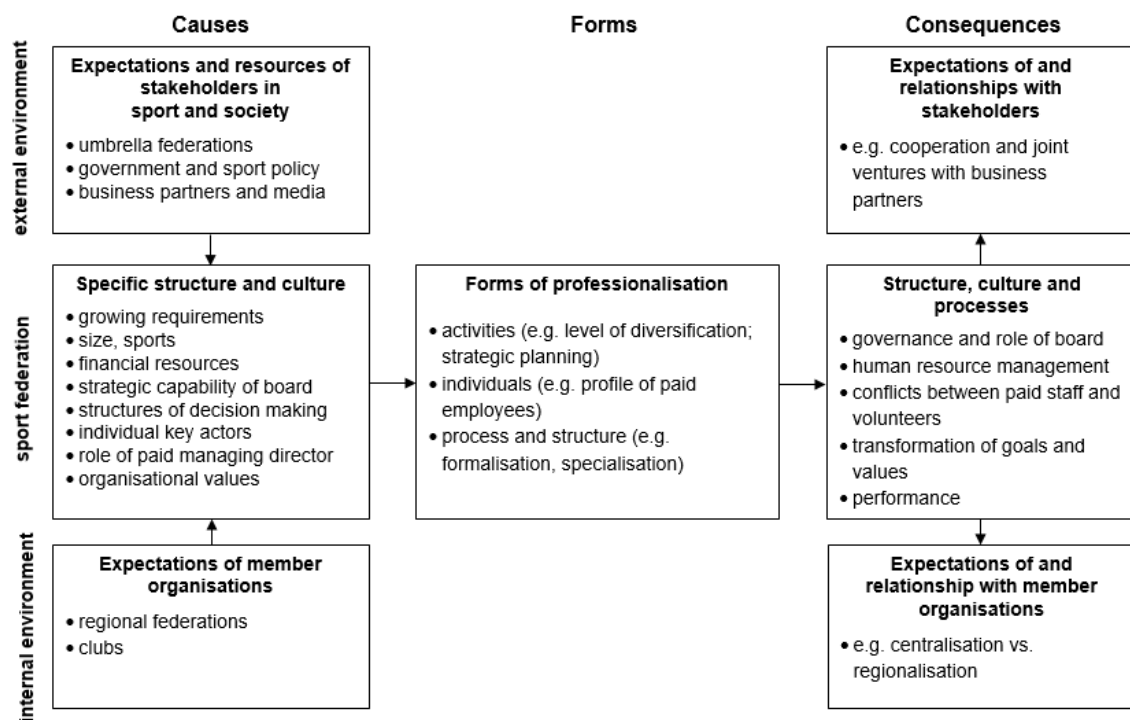 Causes
Forms
Consequences
external environment
Expectations and resources of
stakeholders in
sport and society
• umbrella federations
• government and sport policy
• business partners and media
Expectations of and
relationships with
stakeholders
• e.g. cooperation and joint
ventures with business
partners
sport federation
Specific structure and culture
• growing requirements
• size, sports
• financial resources
• strategic capability of board
• structures of decision making
• individual key actors
• role of paid managing director
• organisational values
Forms of professionalisation
• activities (e.g. level of diversification;
strategic planning)
• individuals (e.g. profile of paid
employees)
• process and structure (e.g.
formalisation, specialisation)
Structure, culture and
processes
• governance and role of board
• human resource management
• conflicts between paid staff and
volunteers
• transformation of goals and
values
• performance
internal environment
Expectations of member
organisations
• regional federations
• clubs
Expectations of and
relationship with member
organisations
• e.g. centralisation vs.
regionalisation